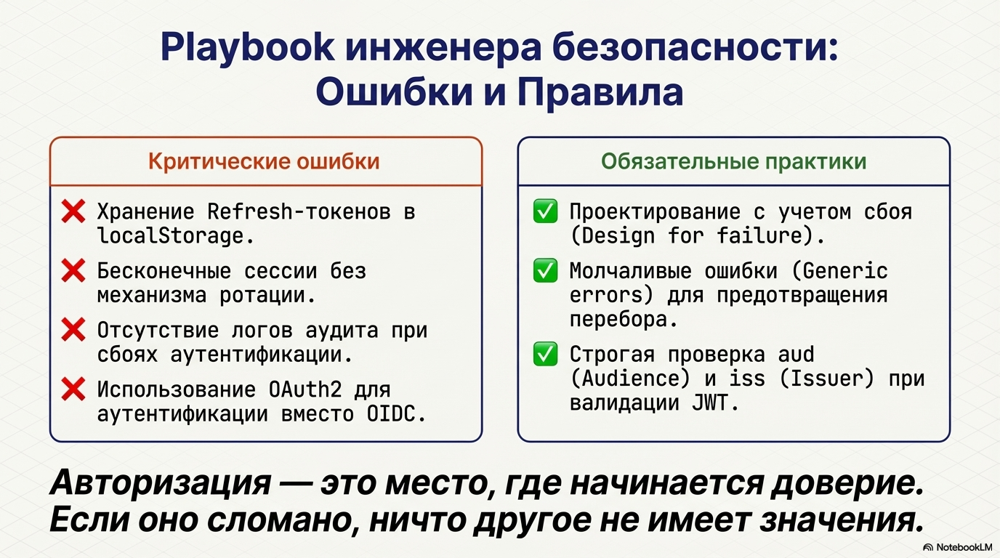 Playbook инженера безопасности:
Ошибки и Правила
Критические ошибки
Хранение Refresh-токенов в
localStorage.
Бесконечные сессии без
механизма ротации.
Отсутствие логов аудита при
сбоях аутентификации.
Использование OAuth2 для
аутентификации вместо OIDC.
Обязательные практики
Проектирование с учетом сбоя
(Design for failure).
Молчаливые ошибки (Generic
errors) для предотвращения
перебора.
Строгая проверка aud
(Audience) и iss (Issuer) при
валидации JWT.
Авторизация — это место, где начинается доверие.
Если оно сломано, ничто другое не имеет значения.
NotebookLM